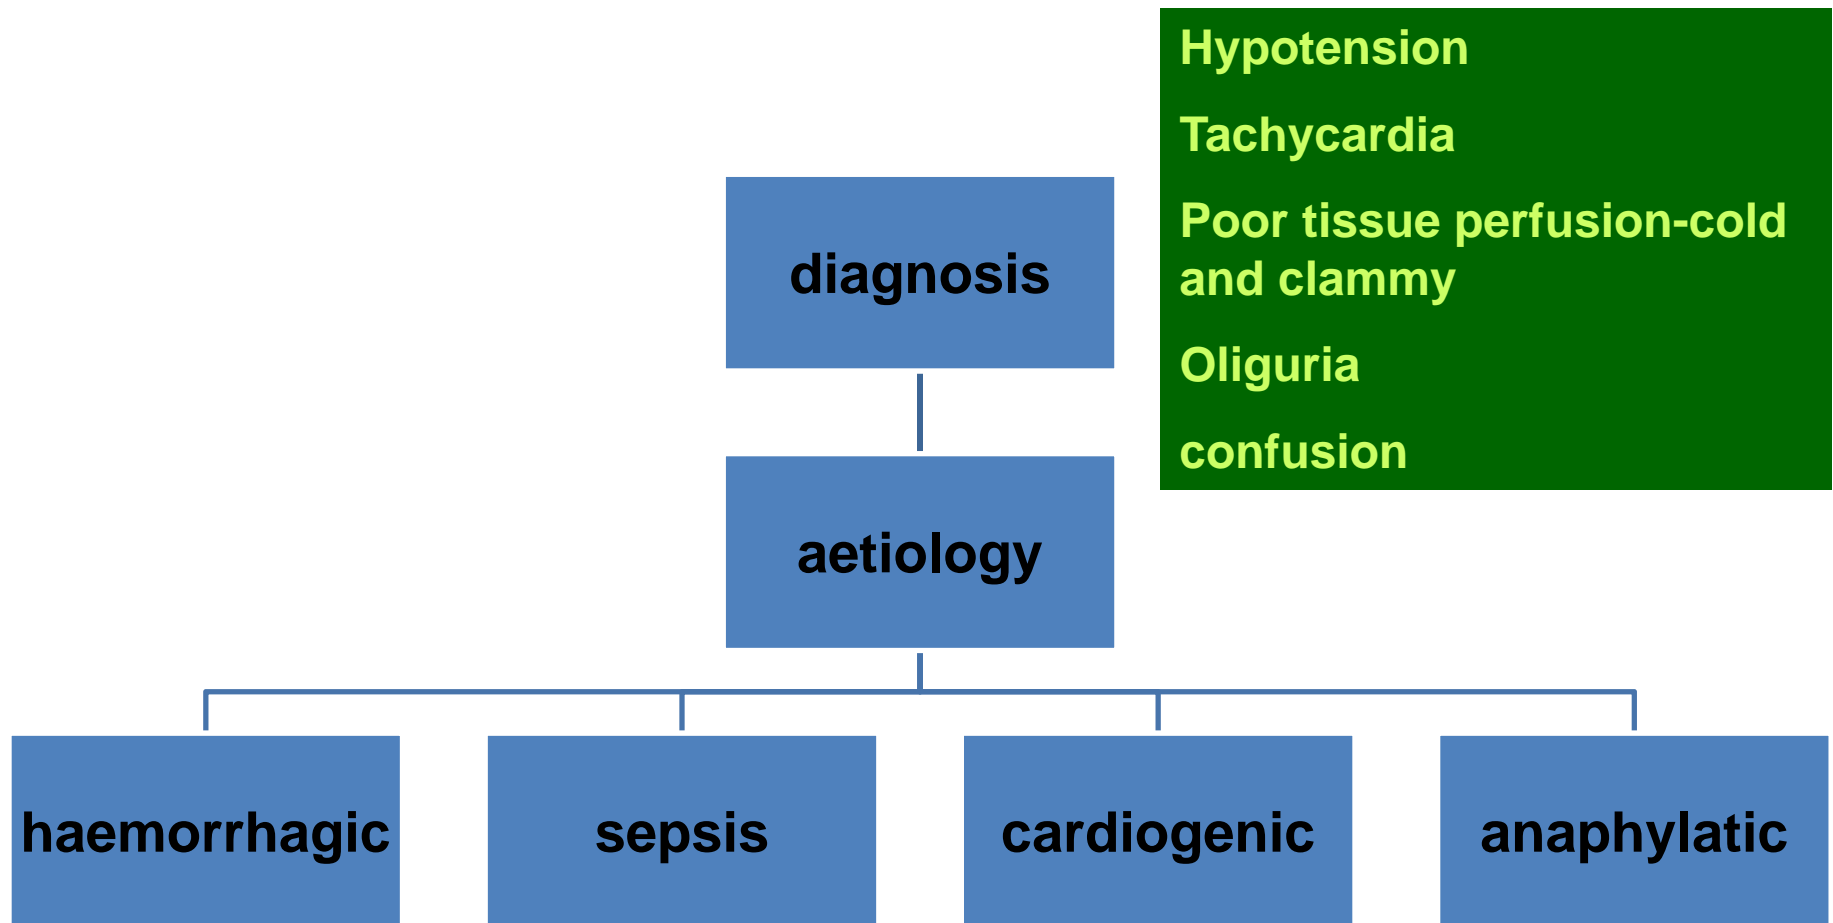 Hypotension
Tachycardia
Poor tissue perfusion-cold
and clammy
Oliguria
confusion
diagnosis
aetiology
haemorrhagic
sepsis
cardiogenic
anaphylatic